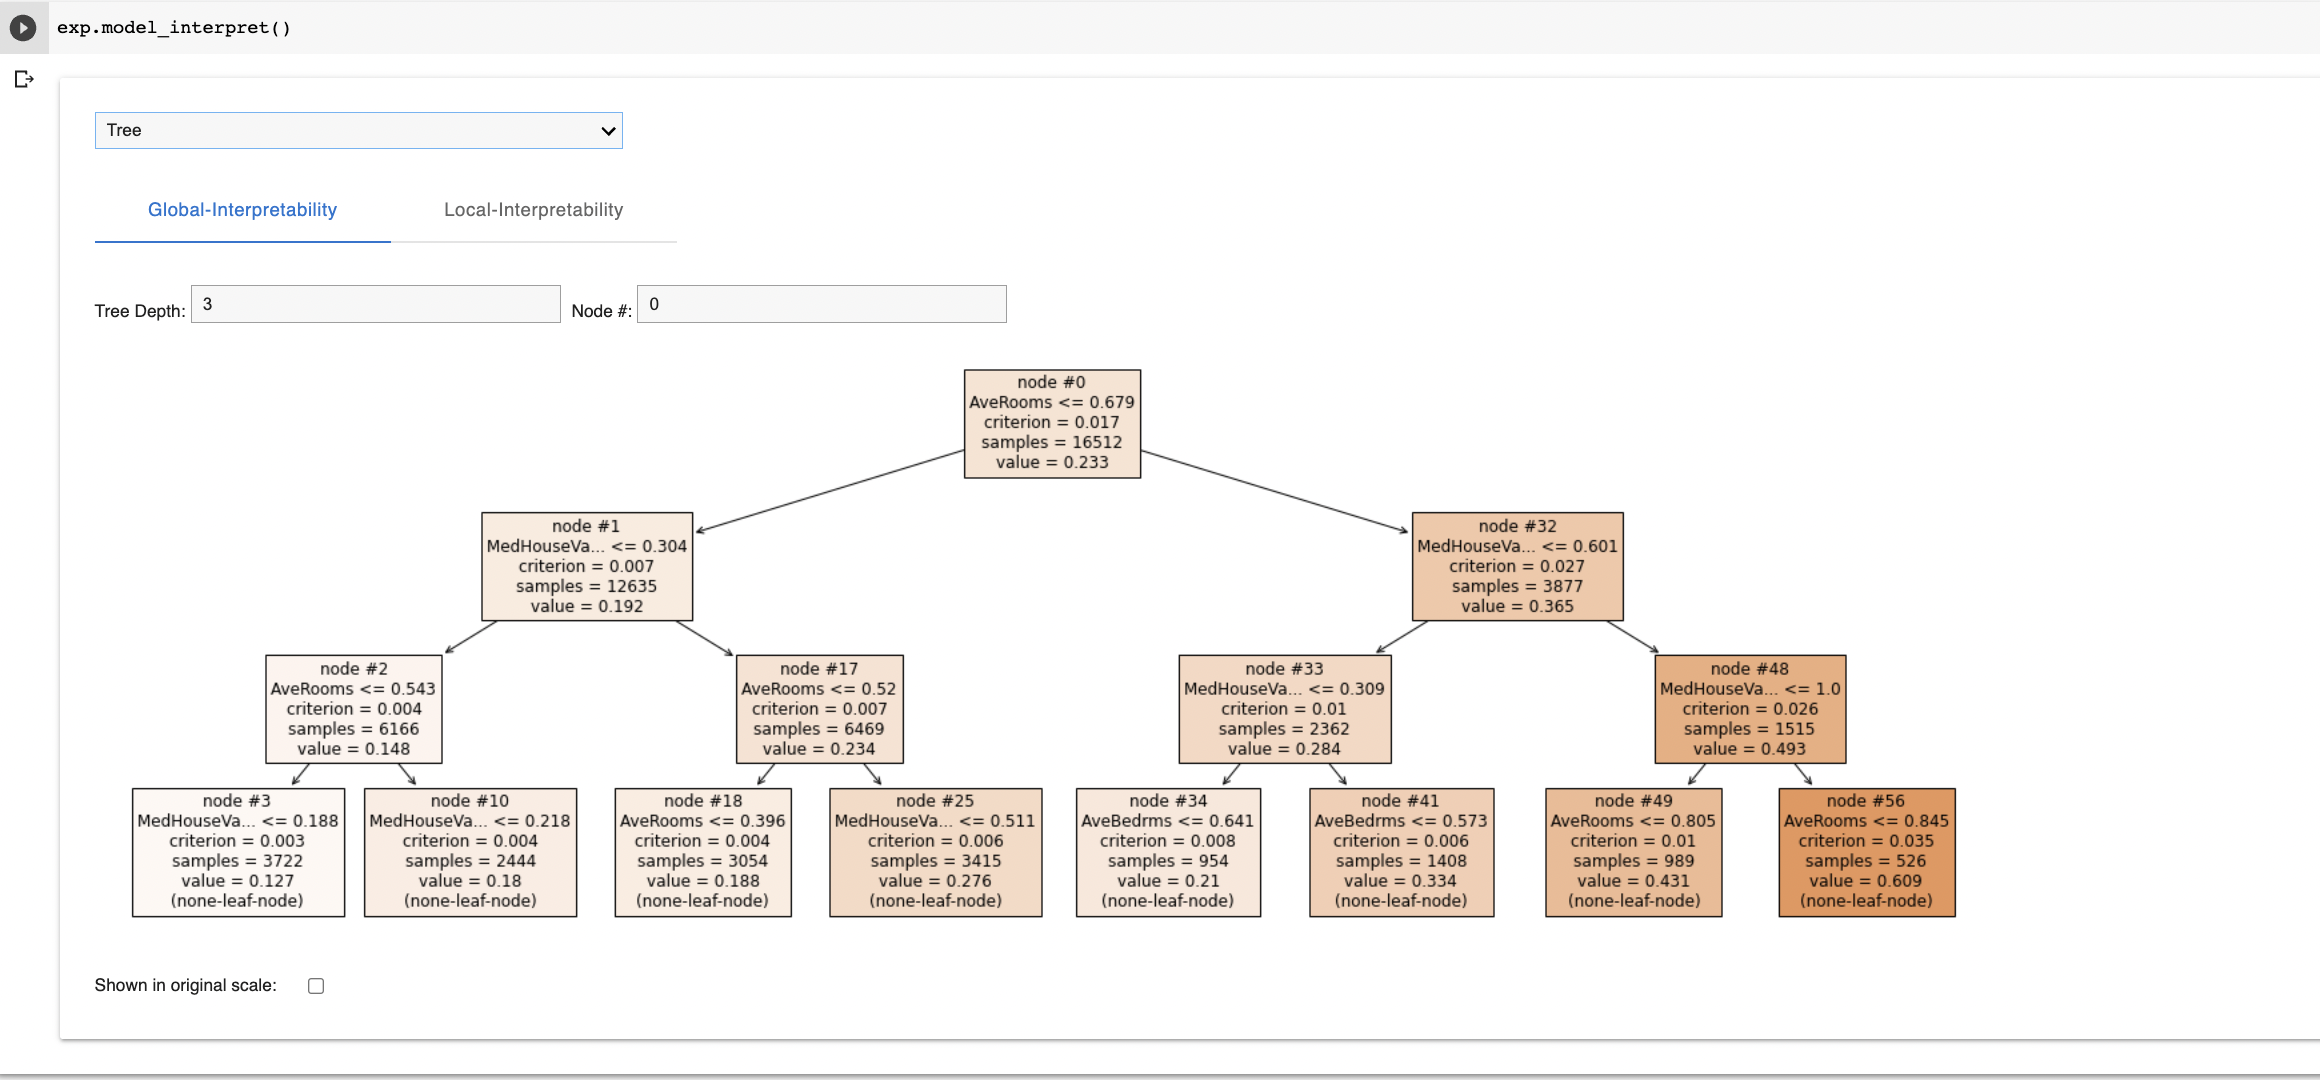 exp.model_interpret()
Tree
Global-Interpretability
Local-Interpretability
Tree Depth: 3
Node #: 0
node #0
AveRooms <= 0.679
criterion = 0.017
samples = 16512
value = 0.233
node #1
MedHouseVa... <= 0.304
criterion = 0.007
samples = 12635
value = 0.192
node #32
MedHouseVa... <= 0.601
criterion = 0.027
samples = 3877
value = 0.365
node #2
AveRooms <= 0.543
criterion = 0.004
samples = 6166
value = 0.148
node #17
AveRooms <= 0.52
criterion = 0.007
samples = 6469
value = 0.234
node #33
MedHouseVa... <= 0.309
criterion = 0.01
samples = 2362
value = 0.284
node #48
MedHouseVa... <= 1.0
criterion = 0.026
samples = 1515
value = 0.493
node #3
MedHouseVa... <= 0.188
criterion = 0.003
samples = 3722
value = 0.127
(none-leaf-node)
node #10
MedHouseVa... <= 0.218
criterion = 0.004
samples = 2444
value = 0.18
(none-leaf-node)
node #18
AveRooms <= 0.396
criterion = 0.004
samples = 3054
value = 0.188
(none-leaf-node)
node #25
MedHouseVa... <= 0.511
criterion = 0.006
samples = 3415
value = 0.276
(none-leaf-node)
node #34
AveBedrms <= 0.641
criterion = 0.008
samples = 954
value = 0.21
(none-leaf-node)
node #41
AveBedrms <= 0.573
criterion = 0.006
samples = 1408
value = 0.334
(none-leaf-node)
node #49
AveRooms <= 0.805
criterion = 0.01
samples = 989
value = 0.431
(none-leaf-node)
node #56
AveRooms <= 0.845
criterion = 0.035
samples = 526
value = 0.609
(none-leaf-node)
Shown in original scale: